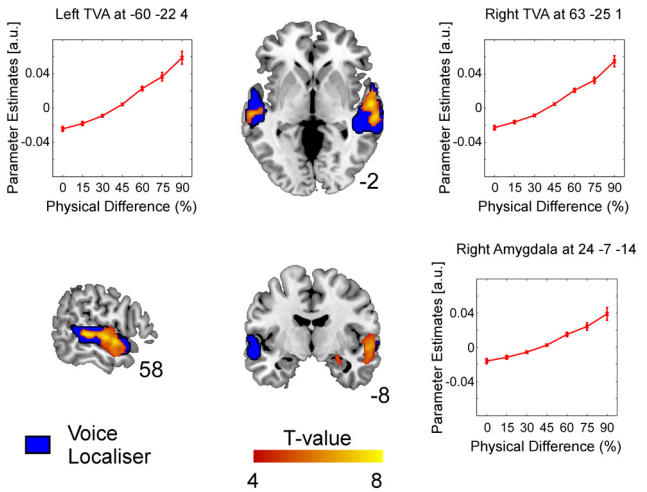 Left TVA at -60 -22 4
Parameter Estimates [a.u.]
0.04
0
-0.04
0 15 30 45 60 75 90
Physical Difference (%)
-2
Right TVA at 63 -25 1
Parameter Estimates [a.u.]
0.04
0
-0.04
0 15 30 45 60 75 90
Physical Difference (%)
58
-8
Right Amygdala at 24 -7 -14
Parameter Estimates [a.u.]
0.04
0
-0.04
0 15 30 45 60 75 90
Physical Difference (%)
Voice
Localiser
T-value
4 8